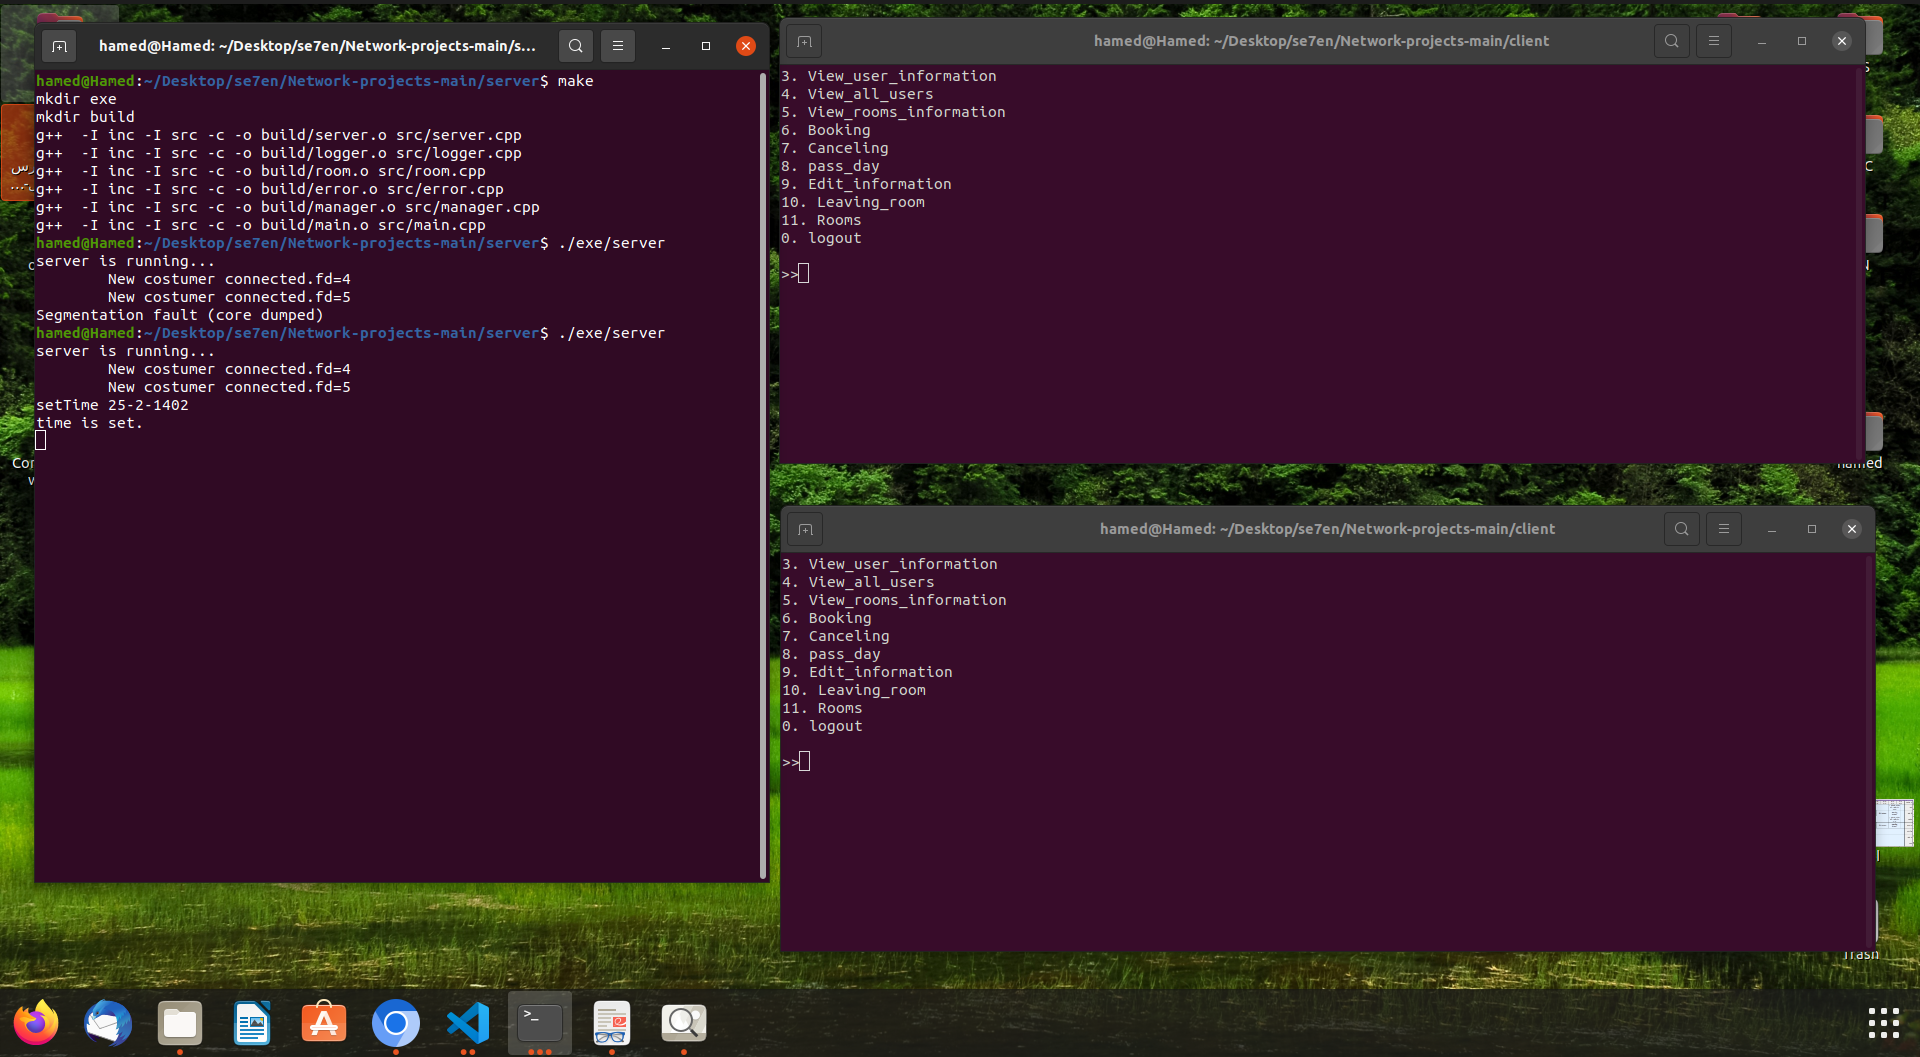 hamed@Hamed: ~/Desktop/se7en/Network-projects-main/s...
hamed@Hamed:~/Desktop/se7en/Network-projects-main/server$ make
mkdir exe
mkdir build
g++  -I inc -I src -c -o build/server.o src/server.cpp
g++  -I inc -I src -c -o build/logger.o src/logger.cpp
g++  -I inc -I src -c -o build/room.o src/room.cpp
g++  -I inc -I src -c -o build/error.o src/error.cpp
g++  -I inc -I src -c -o build/manager.o src/manager.cpp
g++  -I inc -I src -c -o build/main.o src/main.cpp
hamed@Hamed:~/Desktop/se7en/Network-projects-main/server$ ./exe/server
server is running...
        New costumer connected.fd=4
        New costumer connected.fd=5
Segmentation fault (core dumped)
hamed@Hamed:~/Desktop/se7en/Network-projects-main/server$ ./exe/server
server is running...
        New costumer connected.fd=4
        New costumer connected.fd=5
setTime 25-2-1402
time is set.
hamed@Hamed: ~/Desktop/se7en/Network-projects-main/client
3. View_user_information
4. View_all_users
5. View_rooms_information
6. Booking
7. Canceling
8. pass_day
9. Edit_information
10. Leaving_room
11. Rooms
0. logout
>>
hamed@Hamed: ~/Desktop/se7en/Network-projects-main/client
3. View_user_information
4. View_all_users
5. View_rooms_information
6. Booking
7. Canceling
8. pass_day
9. Edit_information
10. Leaving_room
11. Rooms
0. logout
>>
hamed
Trash